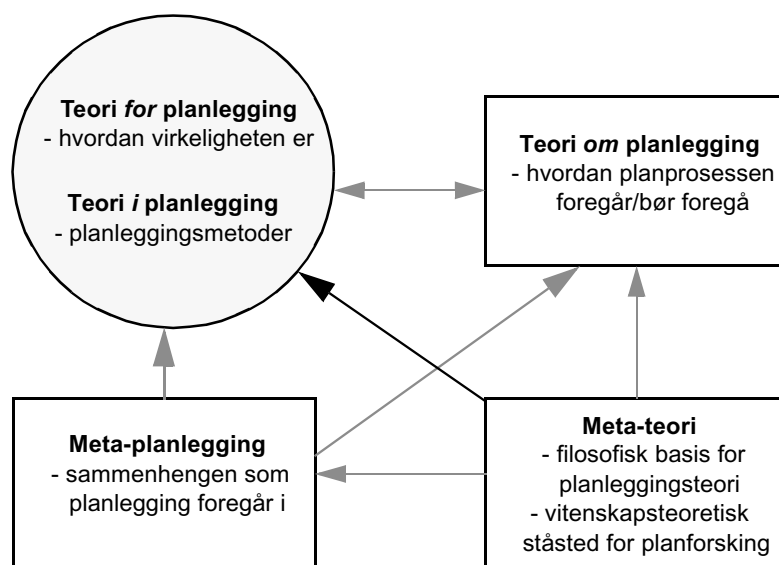 Teori for planlegging
- hvordan virkeligheten er
Teori i planlegging
- planleggingsmetoder
Teori om planlegging
- hvordan planprosessen
foregår/bør foregå
Meta-planlegging
- sammenhengen som
planlegging foregår i
Meta-teori
- filosofisk basis for
planleggingsteori
- vitenskapsteoretisk
ståsted for planforsking